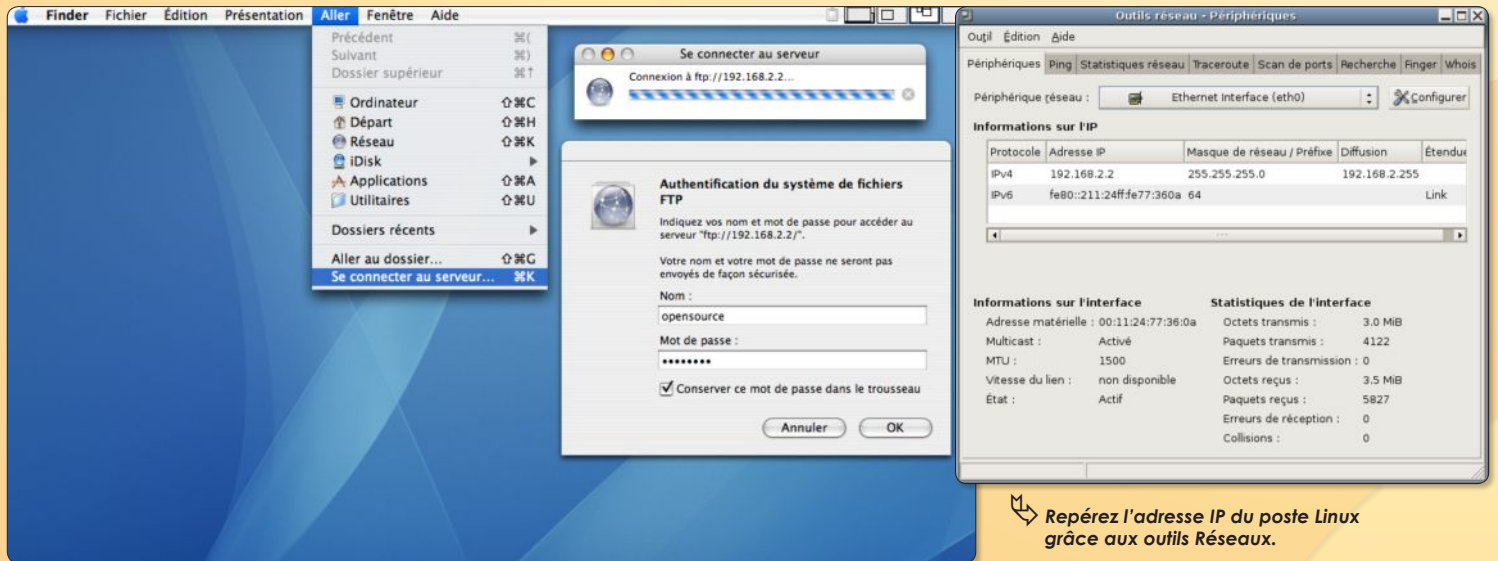 Finder Fichier Édition Présentation Aller Fenêtre Aide
Précédent ⌘(
Suivant ⌘)
Dossier supérieur ⌘↑
Ordinateur ⇧⌘C
Départ ⇧⌘H
Réseau ⇧⌘K
iDisk
Applications ⇧⌘A
Utilitaires ⇧⌘U
Dossiers récents
Aller au dossier... ⇧⌘G
Se connecter au serveur... ⌘K
Se connecter au serveur
Connexion à ftp://192.168.2.2...
Authentification du système de fichiers
FTP
Indiquez vos nom et mot de passe pour accéder au
serveur "ftp://192.168.2.2/".
Votre nom et votre mot de passe ne seront pas
envoyés de façon sécurisée.
Nom :
opensource
Mot de passe :
••••••••
Conserver ce mot de passe dans le trousseau
Annuler OK
Outils réseau - Périphériques
Outil Édition Aide
Périphériques Ping Statistiques réseau Traceroute Scan de ports Recherche Finger Whois
Périphérique réseau : Ethernet Interface (eth0) Configurer
Informations sur l'IP
Protocole Adresse IP Masque de réseau / Préfixe Diffusion Étendue
IPv4 192.168.2.2 255.255.255.0 192.168.2.255
IPv6 fe80::211:24ff:fe77:360a 64 Link
Informations sur l'interface
Adresse matérielle : 00:11:24:77:36:0a
Multicast : Activé
MTU : 1500
Vitesse du lien : non disponible
État : Actif
Statistiques de l'interface
Octets transmis : 3.0 MiB
Paquets transmis : 4122
Erreurs de transmission : 0
Octets reçus : 3.5 MiB
Paquets reçus : 5827
Erreurs de réception : 0
Collisions : 0
Repérez l'adresse IP du poste Linux
grâce aux outils Réseaux.